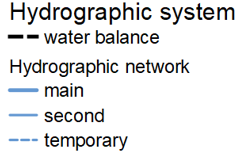 Hydrographic system
water balance
Hydrographic network
main
second
temporary